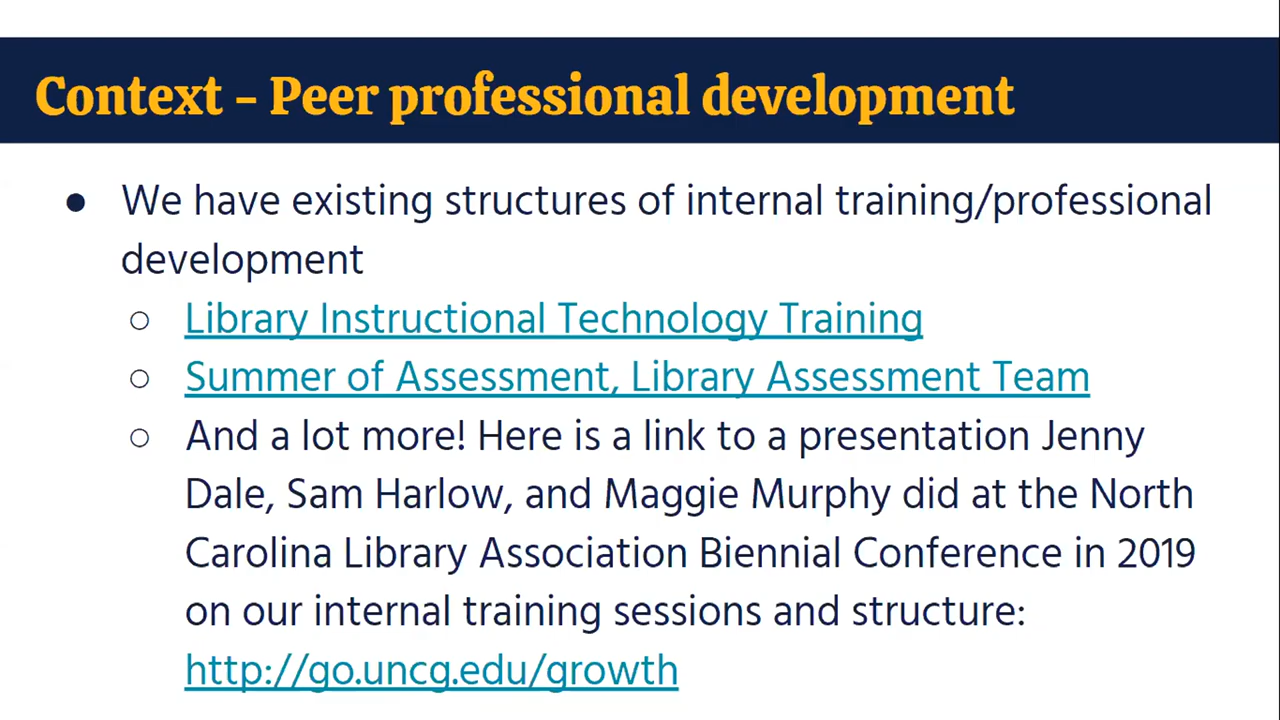 Context - Peer professional development
● We have existing structures of internal training/professional
development
○ Library Instructional Technology Training
○ Summer of Assessment, Library Assessment Team
○ And a lot more! Here is a link to a presentation Jenny
Dale, Sam Harlow, and Maggie Murphy did at the North
Carolina Library Association Biennial Conference in 2019
on our internal training sessions and structure:
http://go.uncg.edu/growth